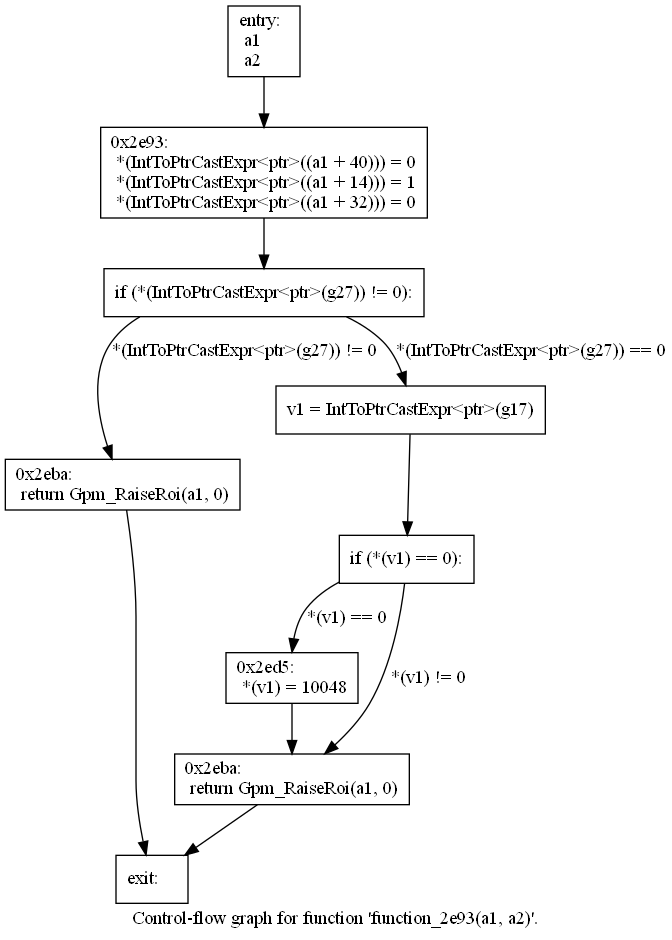 entry:
a1
a2
0x2e93:
*(IntToPtrCastExpr<ptr>((a1 + 40))) = 0
*(IntToPtrCastExpr<ptr>((a1 + 14))) = 1
*(IntToPtrCastExpr<ptr>((a1 + 32))) = 0
if (*(IntToPtrCastExpr<ptr>(g27)) != 0):
*(IntToPtrCastExpr<ptr>(g27)) != 0
*(IntToPtrCastExpr<ptr>(g27)) == 0
v1 = IntToPtrCastExpr<ptr>(g17)
0x2eba:
return Gpm_RaiseRoi(a1, 0)
if (*(v1) == 0):
*(v1) == 0
*(v1) != 0
0x2ed5:
*(v1) = 10048
0x2eba:
return Gpm_RaiseRoi(a1, 0)
exit:
Control-flow graph for function 'function_2e93(a1, a2)'.